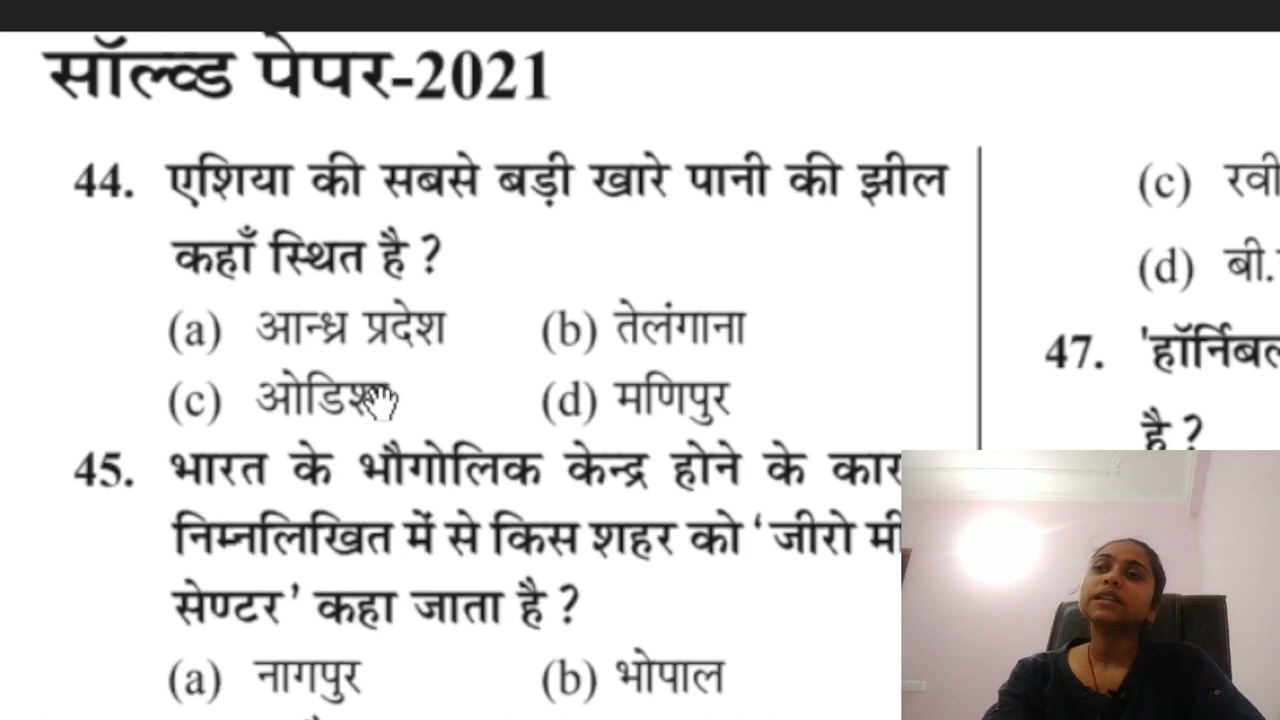 सॉल्व्ड पेपर-2021
44. एशिया की सबसे बड़ी खारे पानी की झील
कहाँ स्थित है ?
(a) आन्ध्र प्रदेश (b) तेलंगाना
(c) ओडिशा (d) मणिपुर
45. भारत के भौगोलिक केन्द्र होने के
निम्नलिखित में से किस शहर को ‘जीरो
सेण्टर’ कहा जाता है ?
(a) नागपुर (b) भोपाल
(c)
(d) बी.
47. 'हॉर्निबल
है ?